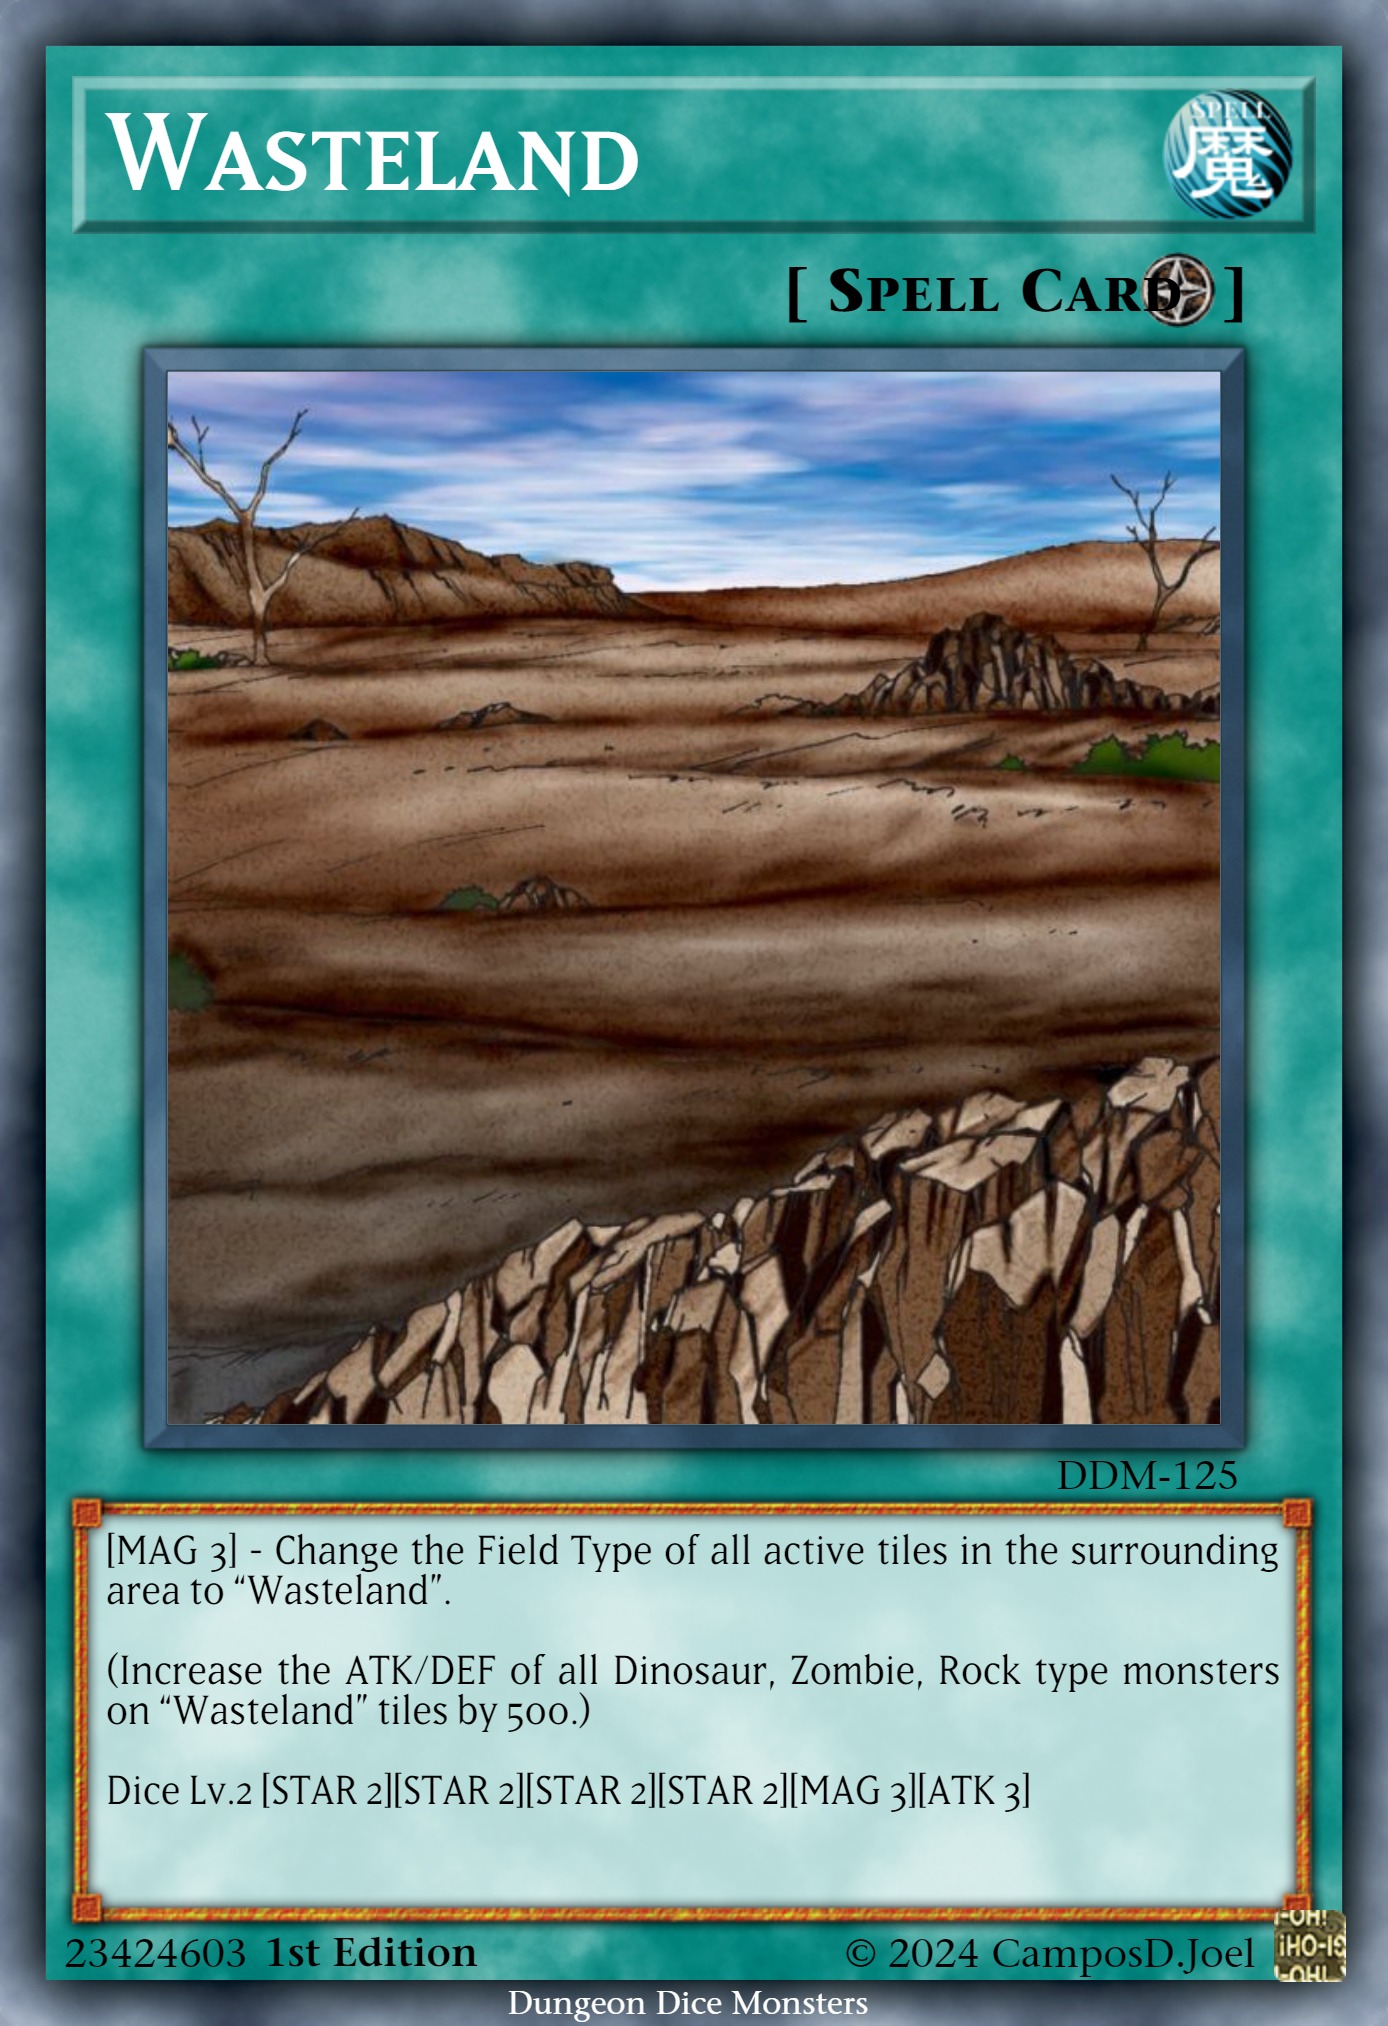 WASTELAND
SPELL
魔
[ SPELL CARD ]
DDM-125
[MAG 3] - Change the Field Type of all active tiles in the surrounding
area to “Wasteland”.
(Increase the ATK/DEF of all Dinosaur, Zombie, Rock type monsters
on “Wasteland” tiles by 500.)
Dice Lv.2 [STAR 2][STAR 2][STAR 2][STAR 2][MAG 3][ATK 3]
23424603 1st Edition
© 2024 CamposD.Joel
Dungeon Dice Monsters